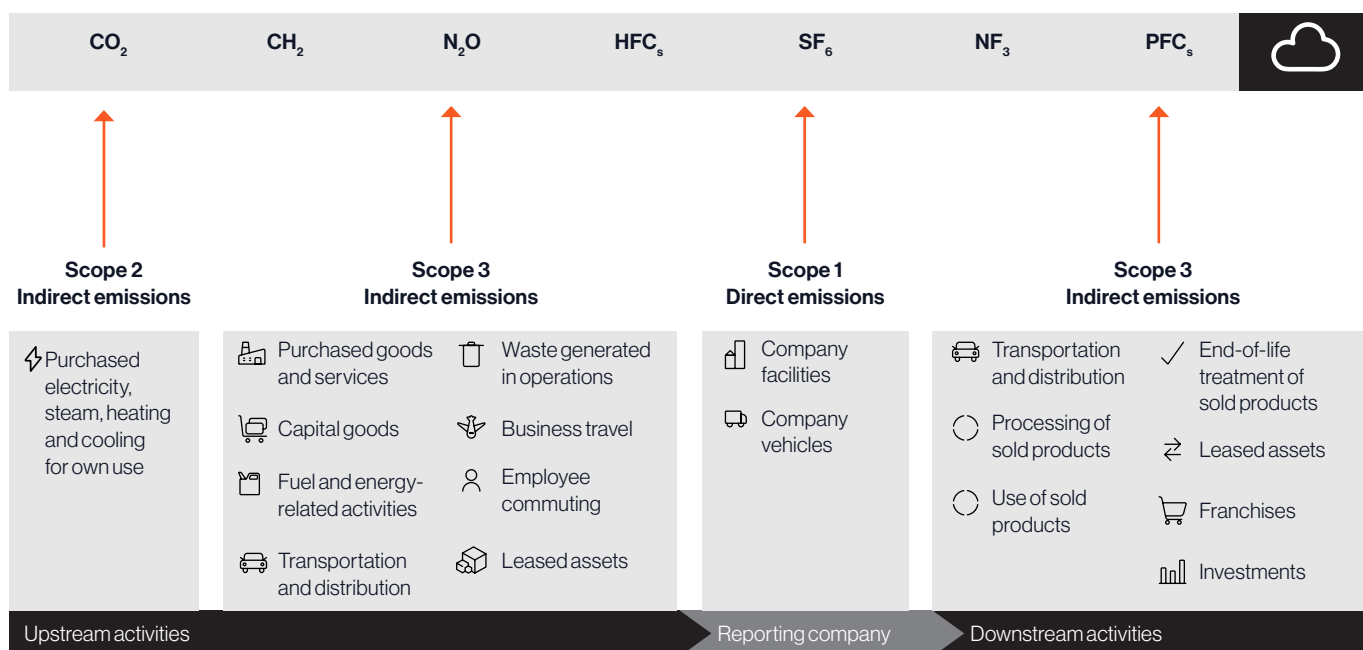 CO₂ CH₂ N₂O HFCₛ SF₆ NF₃ PFCₛ
Scope 2
Indirect emissions
Purchased
electricity,
steam, heating
and cooling
for own use
Scope 3
Indirect emissions
Purchased goods
and services
Capital goods
Fuel and energy-
related activities
Transportation
and distribution
Waste generated
in operations
Business travel
Employee
commuting
Leased assets
Scope 1
Direct emissions
Company
facilities
Company
vehicles
Scope 3
Indirect emissions
Transportation
and distribution
Processing of
sold products
Use of sold
products
End-of-life
treatment of
sold products
Leased assets
Franchises
Investments
Upstream activities
Reporting company
Downstream activities